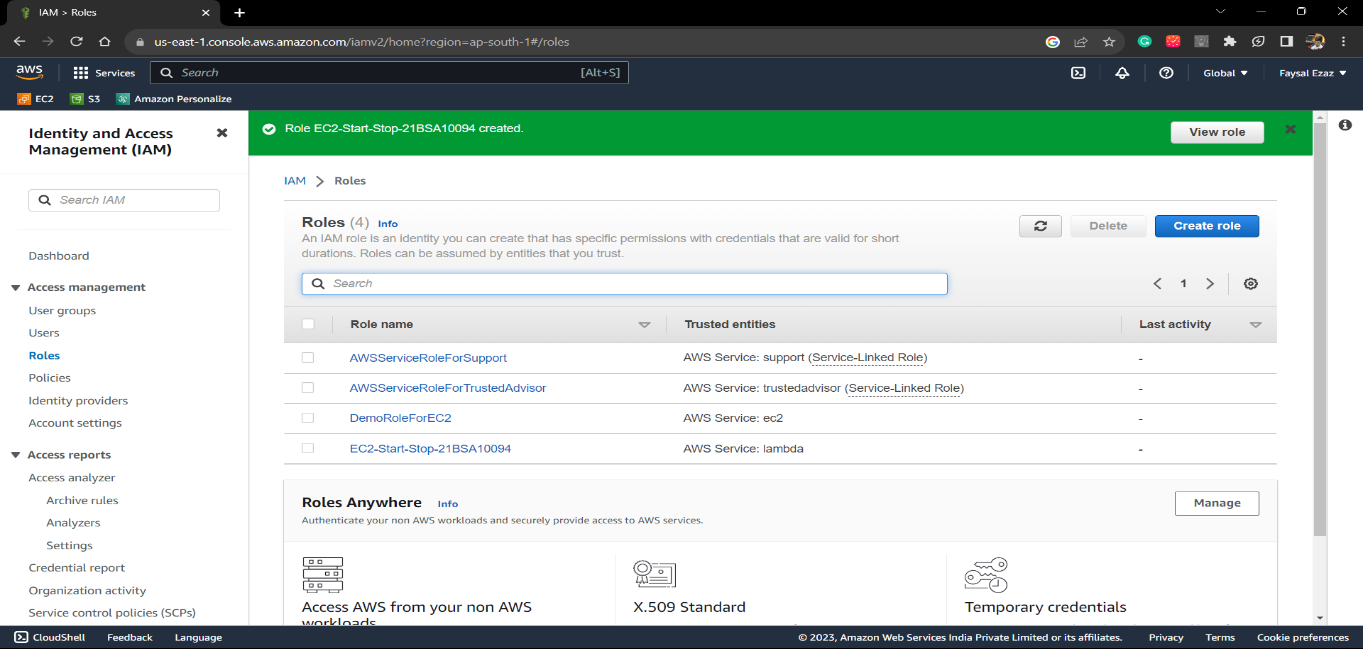 IAM > Roles
us-east-1.console.aws.amazon.com/iamv2/home?region=ap-south-1#/roles
aws
Services
Search
[Alt+S]
Global
Faysal Ezaz
EC2
S3
Amazon Personalize
Identity and Access
Management (IAM)
Search IAM
Dashboard
Access management
User groups
Users
Roles
Policies
Identity providers
Account settings
Access reports
Access analyzer
Archive rules
Analyzers
Settings
Credential report
Organization activity
Service control policies (SCPs)
Role EC2-Start-Stop-21BSA10094 created.
View role
IAM > Roles
Roles (4) Info
An IAM role is an identity you can create that has specific permissions with credentials that are valid for short
durations. Roles can be assumed by entities that you trust.
Delete
Create role
Search
1
Role name
Trusted entities
Last activity
AWSServiceRoleForSupport
AWS Service: support (Service-Linked Role)
-
AWSServiceRoleForTrustedAdvisor
AWS Service: trustedadvisor (Service-Linked Role)
-
DemoRoleForEC2
AWS Service: ec2
-
EC2-Start-Stop-21BSA10094
AWS Service: lambda
-
Roles Anywhere Info
Authenticate your non AWS workloads and securely provide access to AWS services.
Manage
Access AWS from your non AWS
workloads
X.509 Standard
Temporary credentials
CloudShell
Feedback
Language
© 2023, Amazon Web Services India Private Limited or its affiliates.
Privacy
Terms
Cookie preferences